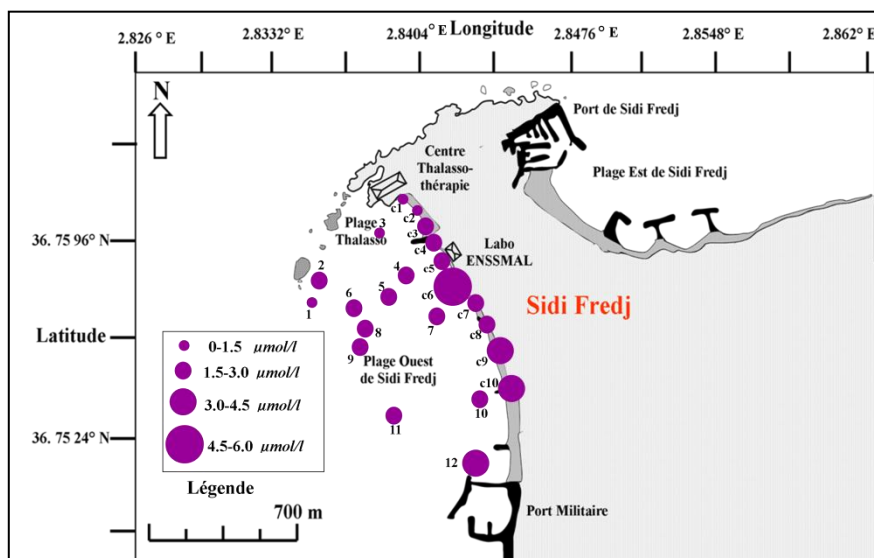 Longitude
2.826 ° E
2.8332 ° E
2.8404 ° E
2.8476 ° E
2.8548° E
2.862° E
N
Port de Sidi Fredj
Centre
Thalasso-
thérapie
Plage Est de Sidi Fredj
c1
c2
Plage
Thalasso
3
c3
c4
36.7596° N
Labo
ENSSMAL
c5
2
4
c6
1
5
6
c7
Sidi Fredj
7
Latitude
8
c8
9
c9
Plage Ouest
de Sidi Fredj
c10
10
11
36.7524° N
12
0-1.5 µmol/l
1.5-3.0 µmol/l
3.0-4.5 µmol/l
4.5-6.0 µmol/l
Légende
700 m
Port Militaire